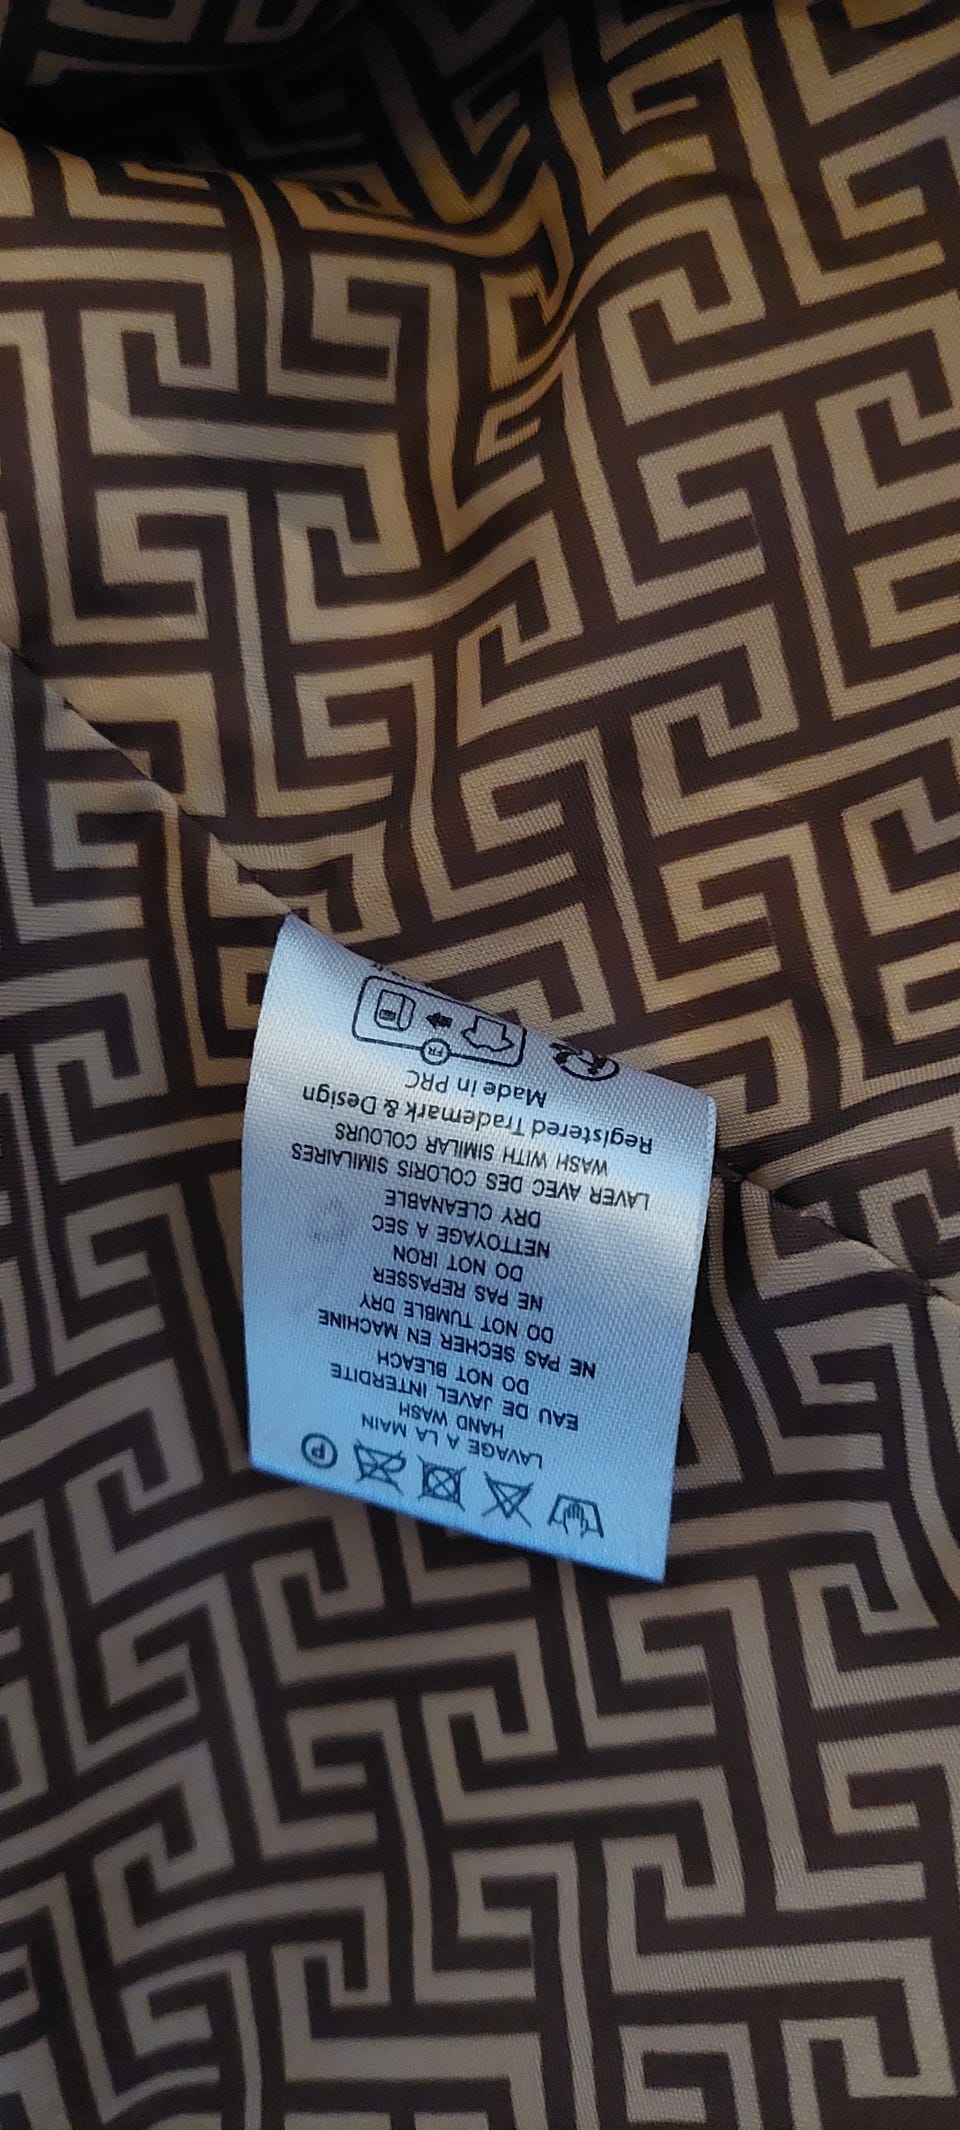 P
LAVAGE A LA MAIN
HAND WASH
EAU DE JAVEL INTERDITE
DO NOT BLEACH
NE PAS SECHER EN MACHINE
DO NOT TUMBLE DRY
NE PAS REPASSER
DO NOT IRON
NETTOYAGE A SEC
DRY CLEANABLE
LAVER AVEC DES COLORIS SIMILAIRES
WASH WITH SIMILAR COLOURS
Registered Trademark & Design
Made in PRC
FR